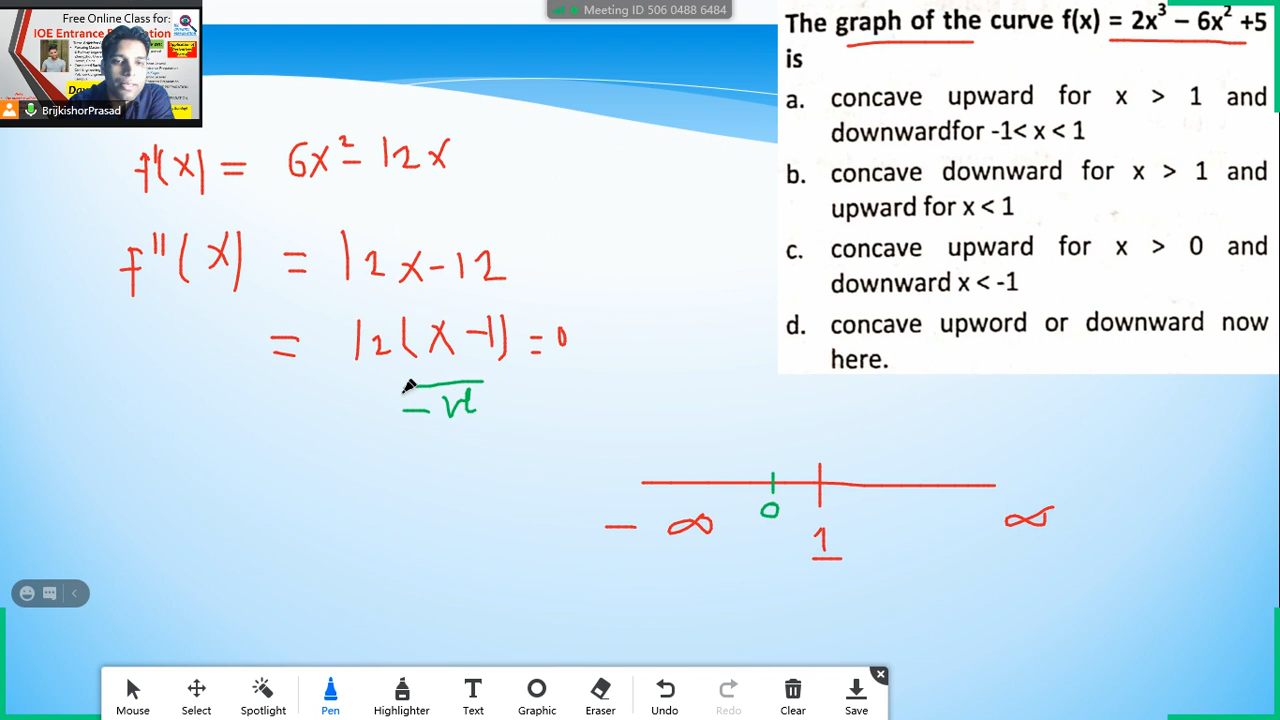 Meeting ID 506 0488 6484
Free Online Class for:
IOE Entrance
BrijkishorPrasad
The graph of the curve f(x) = 2x³ − 6x² +5
is
a. concave upward for x > 1 and
downwardfor -1< x < 1
b. concave downward for x > 1 and
upward for x < 1
c. concave upward for x > 0 and
downward x < -1
d. concave upword or downward now
here.
f'(x) = 6x² − 12x
f''(x) = 12x-12
= 12(x-1) = 0
-ve
0
- ∞ 1 ∞
Mouse Select Spotlight Pen Highlighter Text Graphic Eraser Undo Redo Clear Save